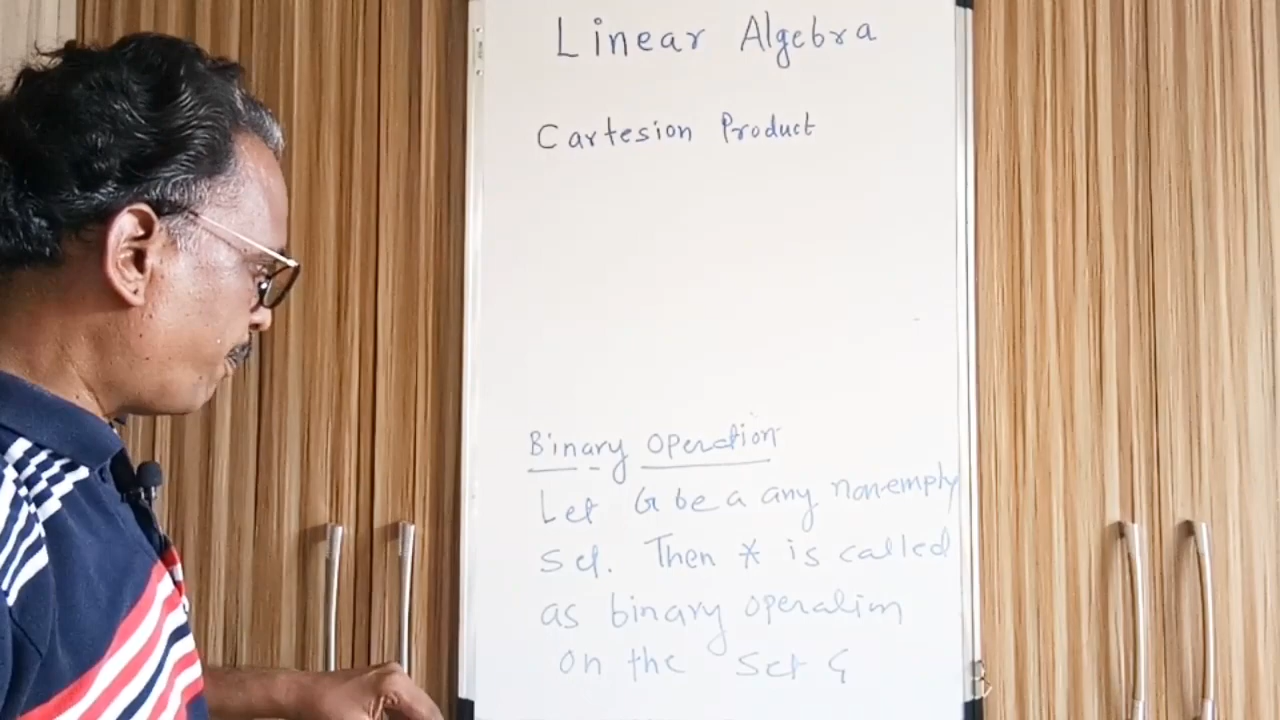 Linear Algebra
Cartesion Product
Binary operation
Let G be a any non-empty
Set. Then * is called
as binary operation
on the Set G